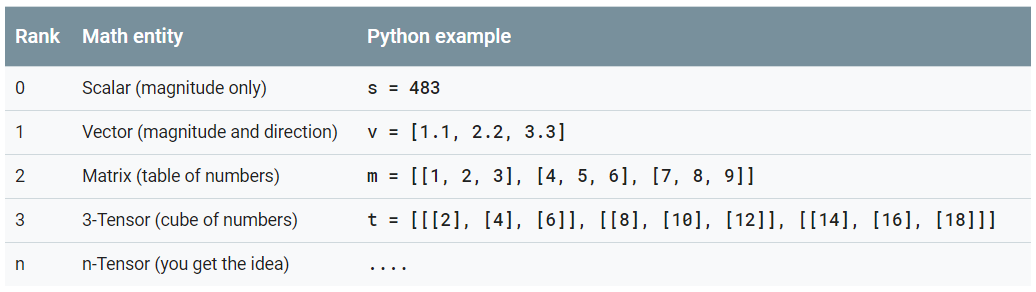 Rank Math entity Python example
0 Scalar (magnitude only) s = 483
1 Vector (magnitude and direction) v = [1.1, 2.2, 3.3]
2 Matrix (table of numbers) m = [[1, 2, 3], [4, 5, 6], [7, 8, 9]]
3 3-Tensor (cube of numbers) t = [[[2], [4], [6]], [[8], [10], [12]], [[14], [16], [18]]]
n n-Tensor (you get the idea) ....